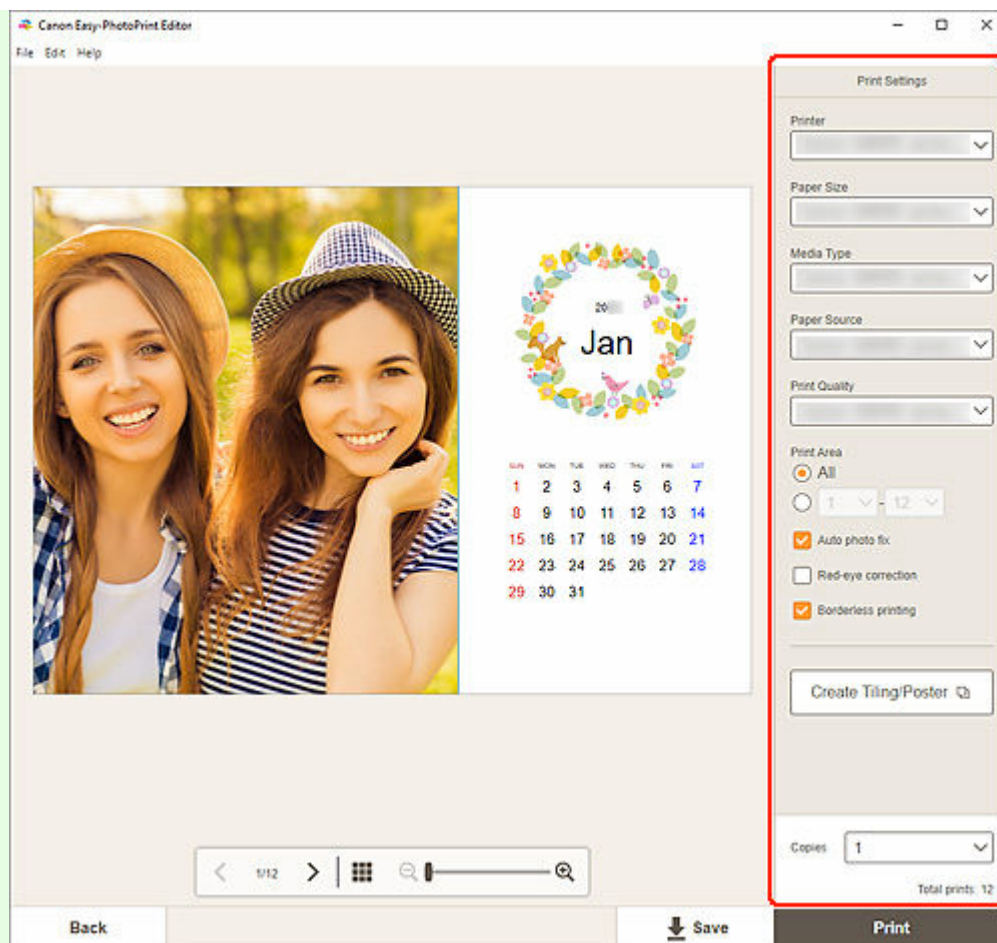 Canon Easy-PhotoPrint Editor
File Edit Help
Print Settings
Printer
Paper Size
Media Type
Paper Source
Print Quality
Print Area
All
1 - 12
Auto photo fix
Red-eye correction
Borderless printing
Create Tiling/Poster
Copies 1
Total prints: 12
20
Jan
SUN MON TUE WED THU FRI SAT
1 2 3 4 5 6 7
8 9 10 11 12 13 14
15 16 17 18 19 20 21
22 23 24 25 26 27 28
29 30 31
1/12
Back
Save
Print